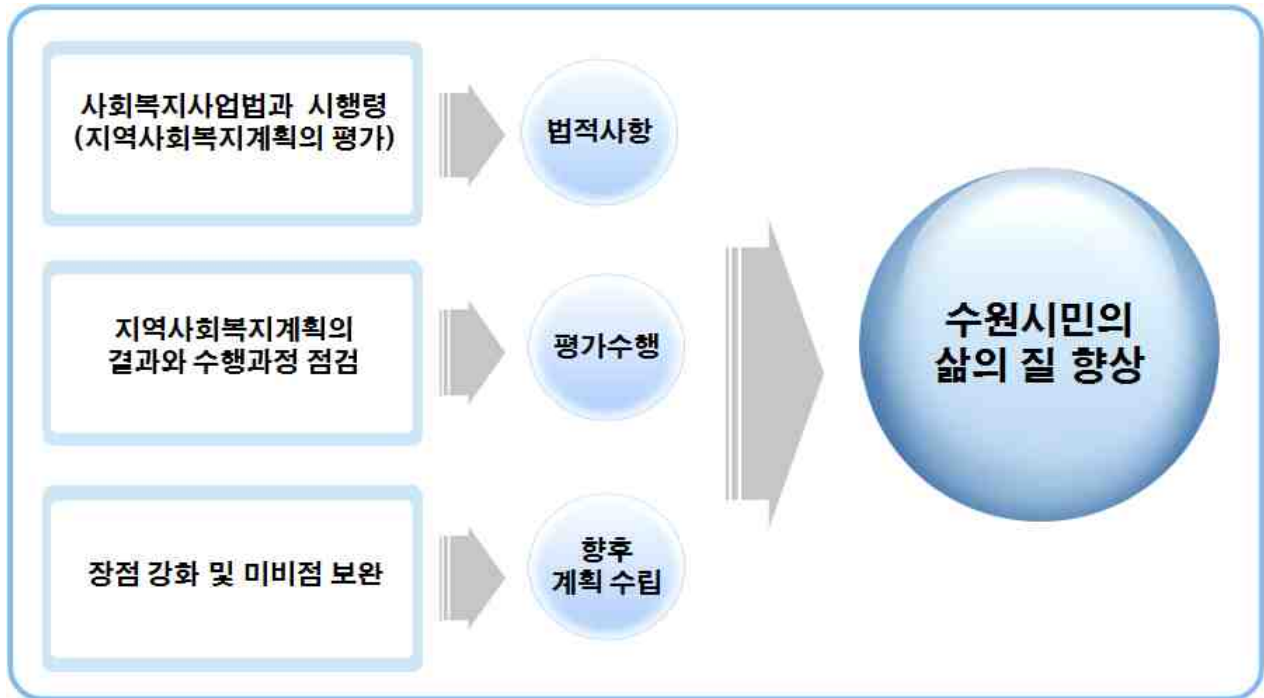 사회복지사업법과 시행령
(지역사회복지계획의 평가)
법적사항
지역사회복지계획의
결과와 수행과정 점검
평가수행
장점 강화 및 미비점 보완
향후
계획 수립
수원시민의
삶의 질 향상